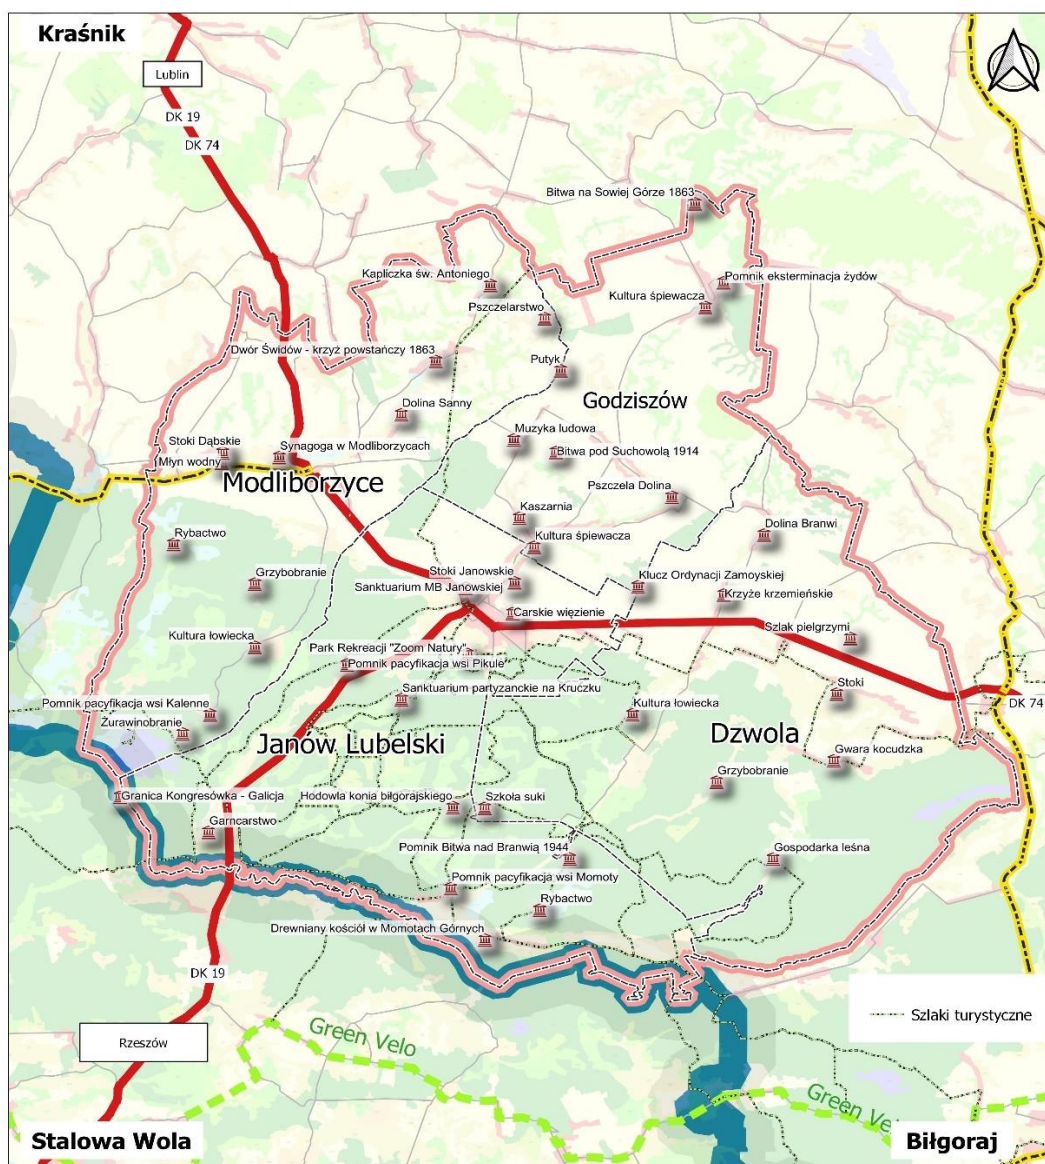 Kraśnik
Lublin
DK 19
DK 74
Bitwa na Sowiej Górze 1863
Kapliczka św. Antoniego
Pomnik eksterminacja żydów
Kultura śpiewacza
Pszczelarstwo
Dwór Świdów - krzyż powstańczy 1863
Putyk
Godziszów
Dolina Sanny
Muzyka ludowa
Stoki Dąbskie
Synagoga w Modliborzycach
Bitwa pod Suchowolą 1914
Młyn wodny
Modliborzyce
Pszczela Dolina
Kaszarnia
Dolina Branwi
Rybactwo
Kultura śpiewacza
Stoki Janowskie
Grzybobranie
Sanktuarium MB Janowskiej
Klucz Ordynacji Zamoyskiej
Krzyże krzemieńskie
Carskie więzienie
Szlak pielgrzymi
Kultura łowiecka
Park Rekreacji "Zoom Natury"
Pomnik pacyfikacja wsi Pikule
Stoki
Sanktuarium partyzanckie na Kruczku
DK 74
Pomnik pacyfikacja wsi Kalenne
Kultura łowiecka
Żurawinobranie
Dzwola
Janów Lubelski
Gwara kocudzka
Grzybobranie
Granica Kongresówka - Galicja
Hodowla konia biłgorajskiego
Szkoła suki
Garncarstwo
Pomnik Bitwa nad Branwią 1944
Gospodarka leśna
Pomnik pacyfikacja wsi Momoty
Rybactwo
Drewniany kościół w Momotach Górnych
DK 19
Szlaki turystyczne
Rzeszów
Green Velo
Green Velo
Stalowa Wola
Biłgoraj